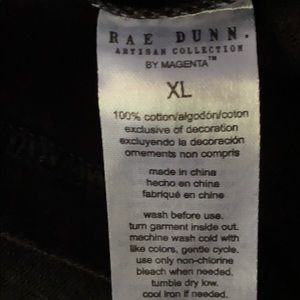 RAE DUNN.
ARTISAN COLLECTION
BY MAGENTA™
XL
100% cotton/algodón/coton
exclusive of decoration
excluyendo la decoración
ornements non compris
made in china
hecho en china
fabriqué en chine
wash before use.
turn garment inside out.
machine wash cold with
like colors, gentle cycle.
use only non-chlorine
bleach when needed.
tumble dry low.
cool iron if needed.